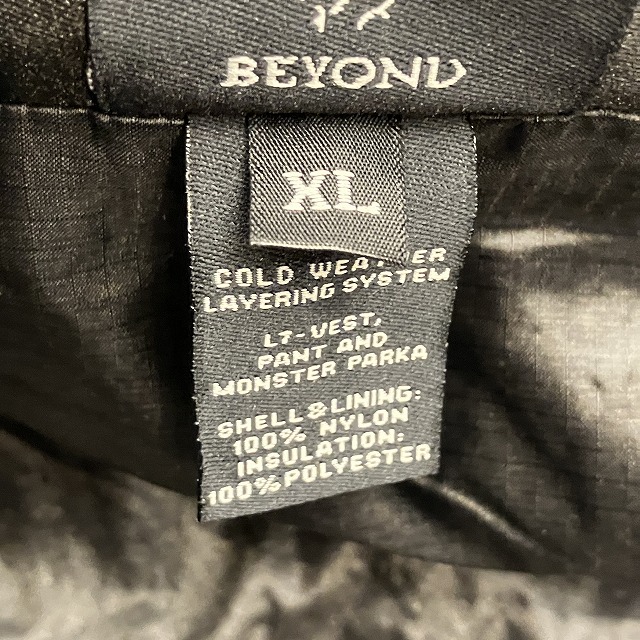 BEYOND
XL
COLD WEATHER
LAYERING SYSTEM
L7-VEST,
PANT AND
MONSTER PARKA
SHELL & LINING:
100% NYLON
INSULATION:
100% POLYESTER